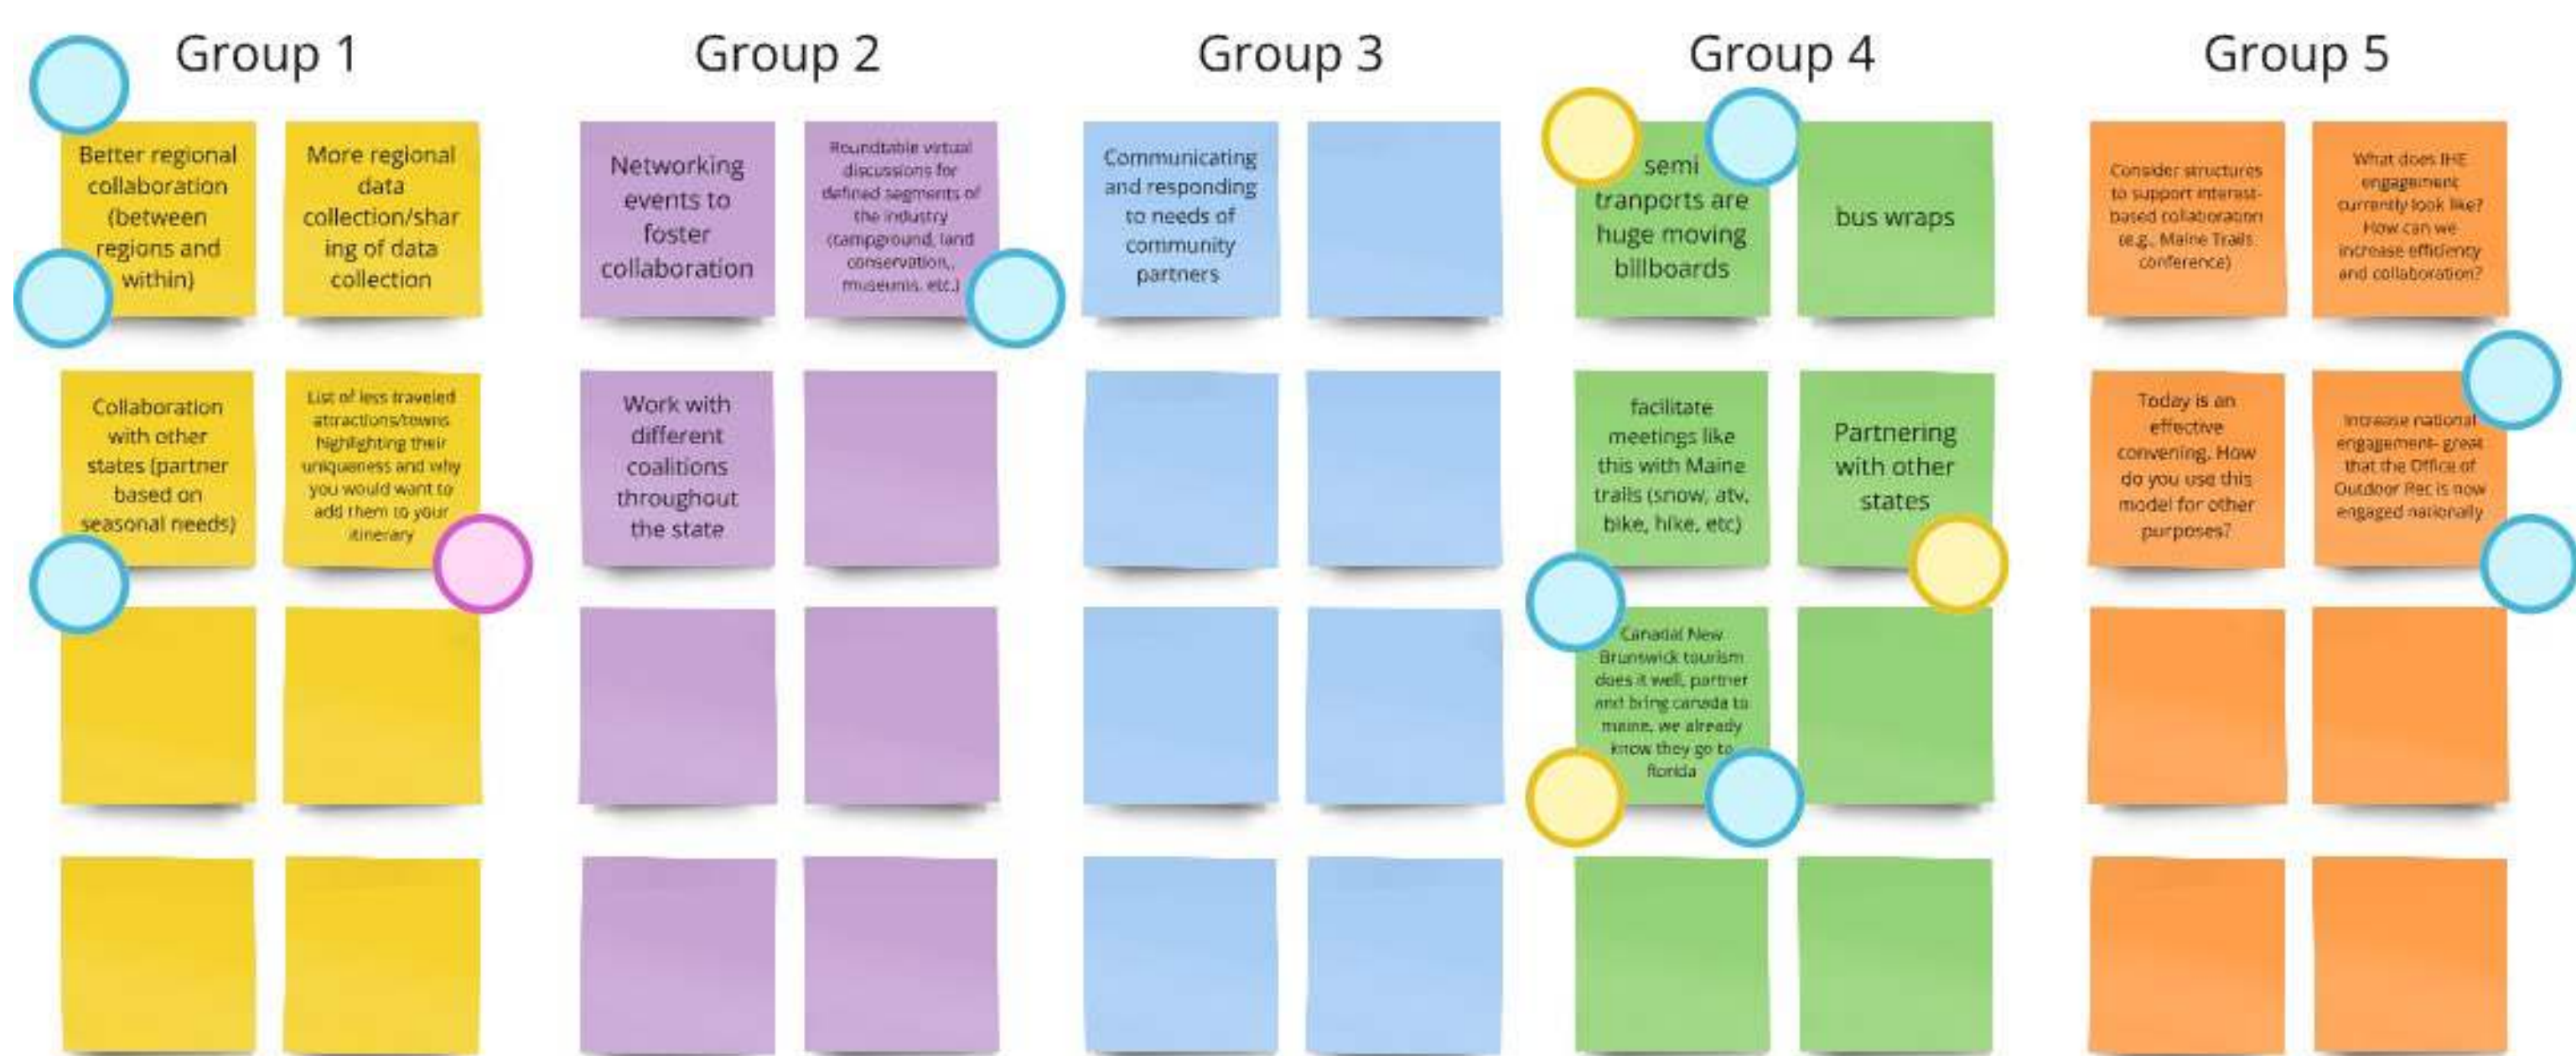 Group 1
Better regional
collaboration
(between
regions and
within)
More regional
data
collection/shar
ing of data
collection
Collaboration
with other
states (partner
based on
seasonal needs)
List of less traveled
attractions/towns
highlighting their
uniqueness and why
you would want to
add them to your
itinerary
Group 2
Networking
events to
foster
collaboration
Roundtable virtual
discussions for
defined segments of
the industry
(campground, land
conservation,,
museums, etc.)
Work with
different
coalitions
throughout
the state
Group 3
Communicating
and responding
to needs of
community
partners
Group 4
semi
tranports are
huge moving
billboards
bus wraps
facilitate
meetings like
this with Maine
trails (snow, atv,
bike, hike, etc)
Partnering
with other
states
Canada! New
Brunswick tourism
does it well, partner
and bring canada to
maine, we already
know they go to
florida
Group 5
Consider structures
to support interest-
based collaboration
(e.g., Maine Trails
conference)
What does IHE
engagement
currently look like?
How can we
increase efficienty
and collaboration?
Today is an
effective
convening. How
do you use this
model for other
purposes?
Increase national
engagement- great
that the Office of
Outdoor Rec is now
engaged nationally